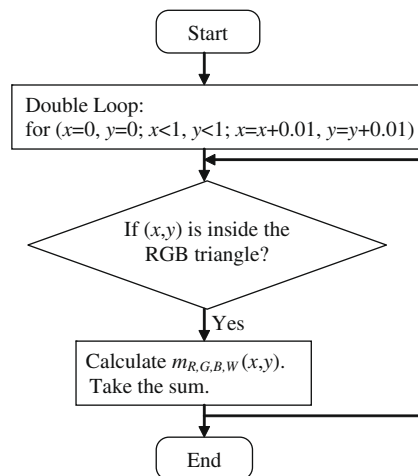 Start
Double Loop:
for (x=0, y=0; x<1, y<1; x=x+0.01, y=y+0.01)
If (x,y) is inside the
RGB triangle?
Yes
Calculate m_{R,G,B,W}(x,y).
Take the sum.
End